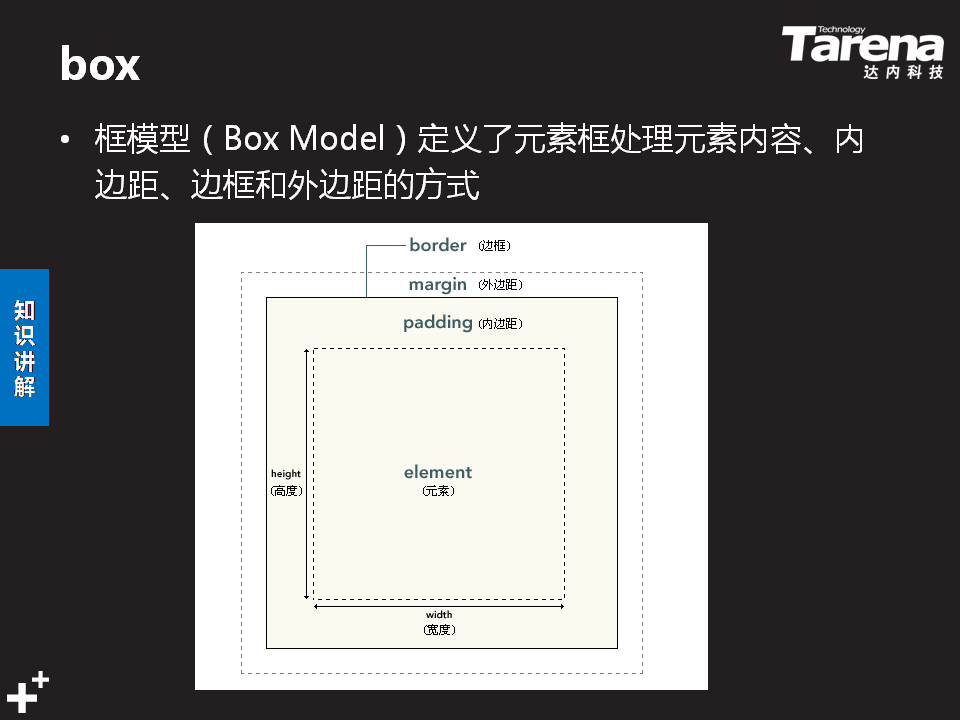 box
Technology
Tarena
达内科技
• 框模型（Box Model）定义了元素框处理元素内容、内
边距、边框和外边距的方式
知识讲解
border (边框)
margin (外边距)
padding (内边距)
height
(高度)
element
(元素)
width
(宽度)